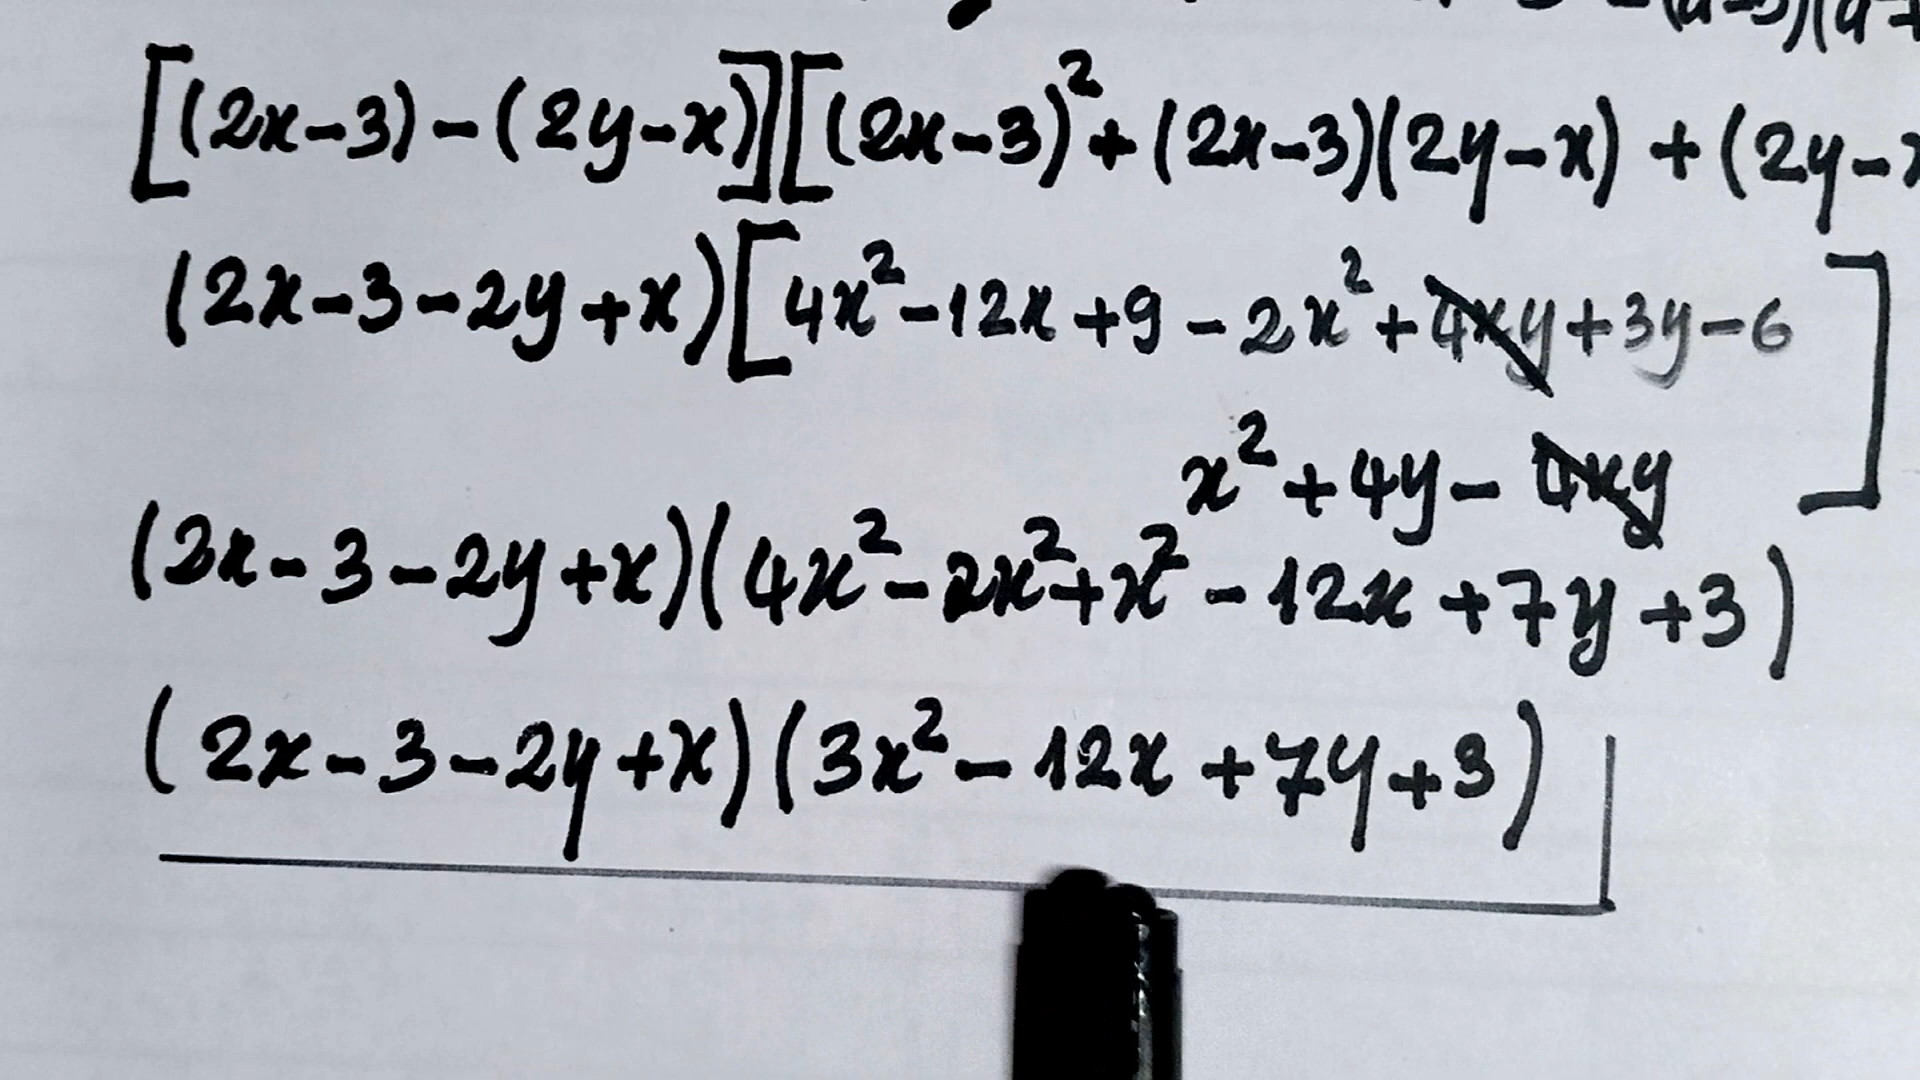 [(2x-3)-(2y-x)][(2x-3)²+(2x-3)(2y-x)+(2y-
(2x-3-2y+x)[4x²-12x+9-2x²+4xy+3y-6
x²+4y-4xy]
(2x-3-2y+x)(4x²-2x²+x²-12x+7y+3)
(2x-3-2y+x)(3x²-12x+7y+3)